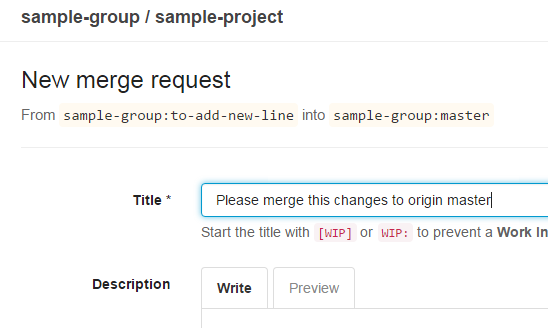 sample-group / sample-project
New merge request
From sample-group:to-add-new-line into sample-group:master
Title * Please merge this changes to origin master
Start the title with [WIP] or WIP: to prevent a Work In
Description Write Preview